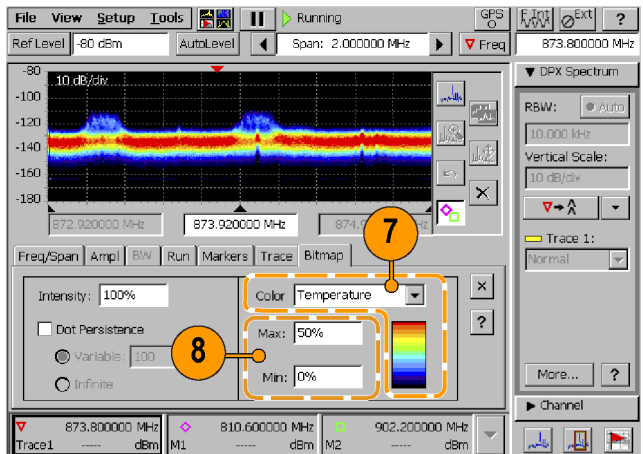 File View Setup Tools Running GPS F Int Ext ?
Ref Level -80 dBm AutoLevel Span: 2.000000 MHz Freq 873.800000 MHz
-80
10 dB/div
-100
-120
-140
-160
-180
872.920000 MHz 873.920000 MHz 874.9
DPX Spectrum
RBW: Auto
10.000 kHz
Vertical Scale:
10 dB/div
Trace 1:
Normal
More... ?
Channel
7
Freq/Span Ampl BW Run Markers Trace Bitmap
Intensity: 100% Color Temperature ×
Dot Persistence Max: 50% ?
Variable: 100 8
Infinite Min: 0%
873.800000 MHz 810.600000 MHz 902.200000 MHz
Trace1 ----- dBm M1 ----- dBm M2 ----- dBm